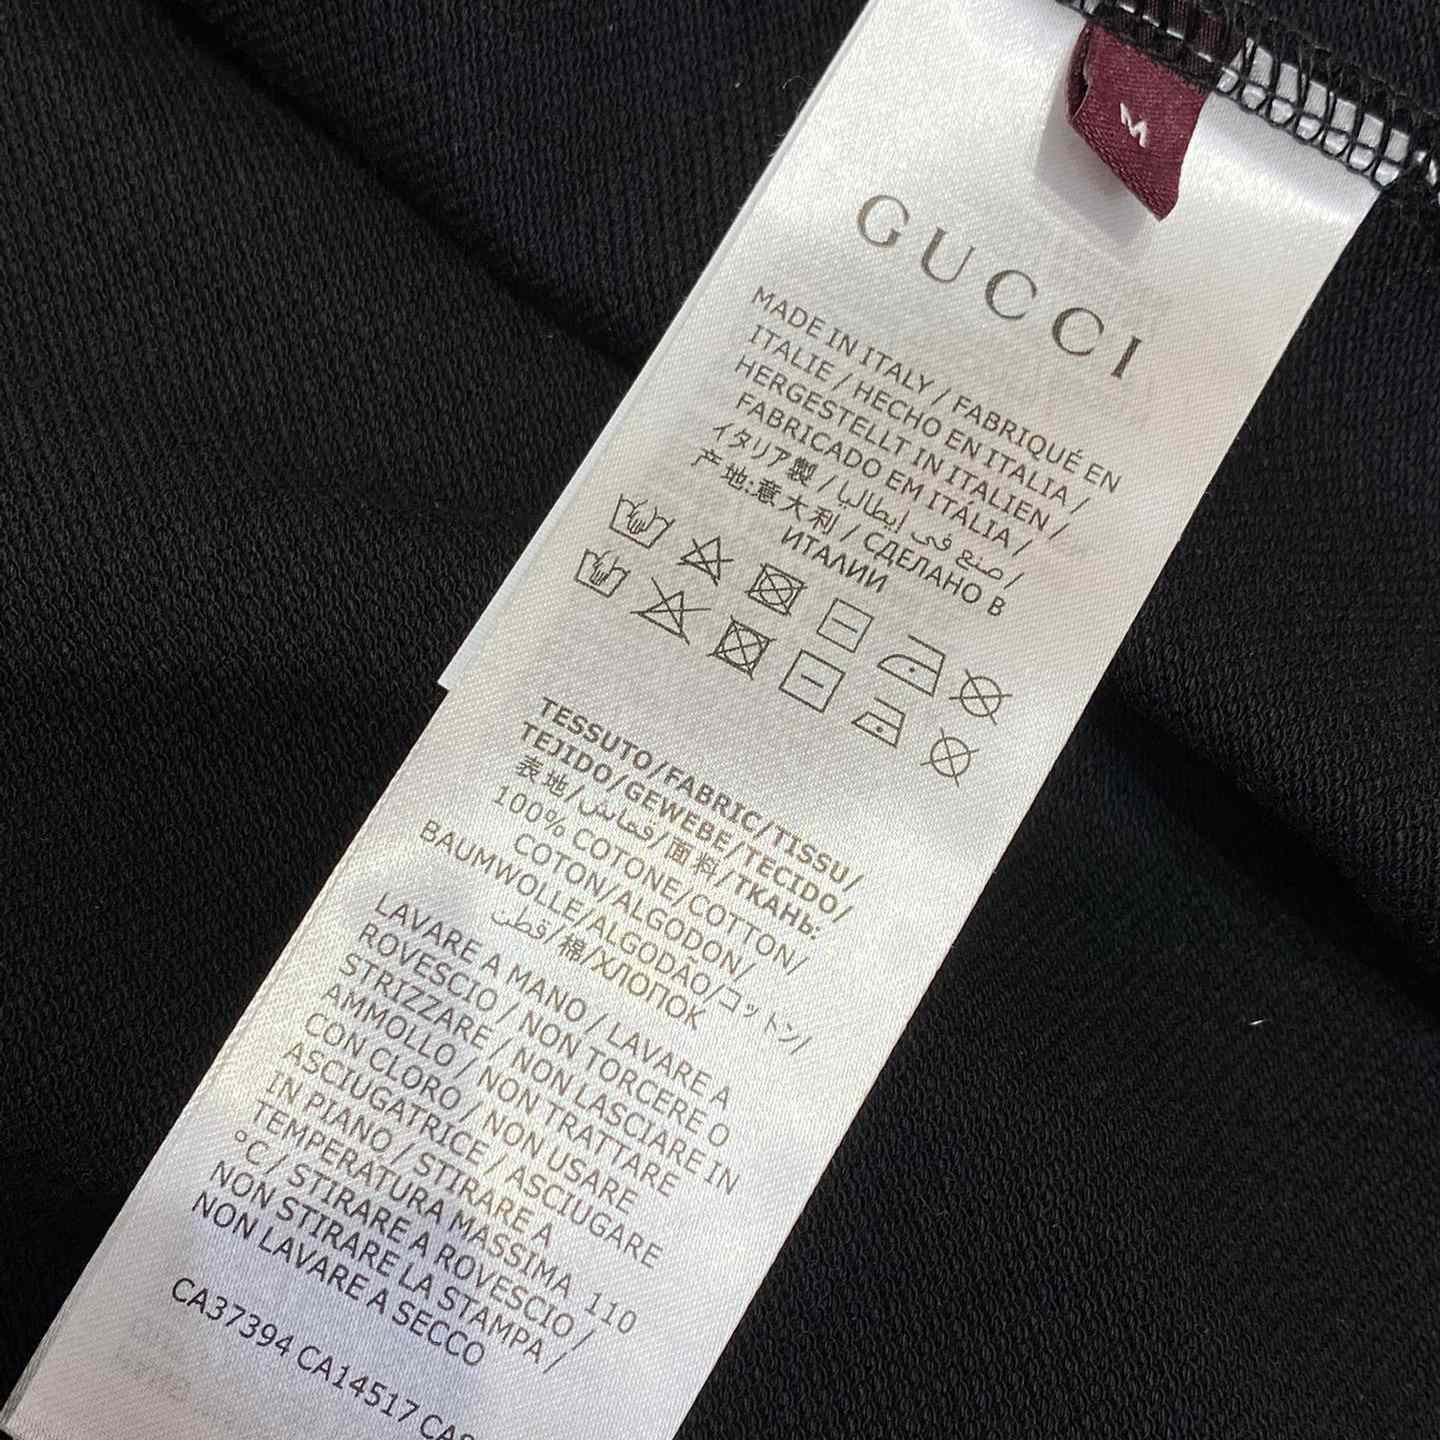 M
GUCCI
MADE IN ITALY / FABRIQUÉ EN
ITALIE / HECHO EN ITALIA /
HERGESTELLT IN ITALIEN /
FABRICADO EM ITÁLIA /
イタリア製 / صنع في إيطاليا /
产地:意大利 / СДЕЛАНО В
ИТАЛИИ
TESSUTO/FABRIC/TISSU/
TEJIDO/GEWEBE/TECIDO/
表地/قماش/面料/ТКАНЬ:
100% COTONE/COTTON/
COTON/ALGODON/
BAUMWOLLE/ALGODÃO/コットン/
قطن/棉/ХЛОПОК
LAVARE A MANO / LAVARE A
ROVESCIO / NON TORCERE O
STRIZZARE / NON LASCIARE IN
AMMOLLO / NON TRATTARE
CON CLORO / NON USARE
ASCIUGATRICE / ASCIUGARE
IN PIANO / STIRARE A
TEMPERATURA MASSIMA 110
°C / STIRARE A ROVESCIO /
NON STIRARE LA STAMPA /
NON LAVARE A SECCO
CA37394 CA14517